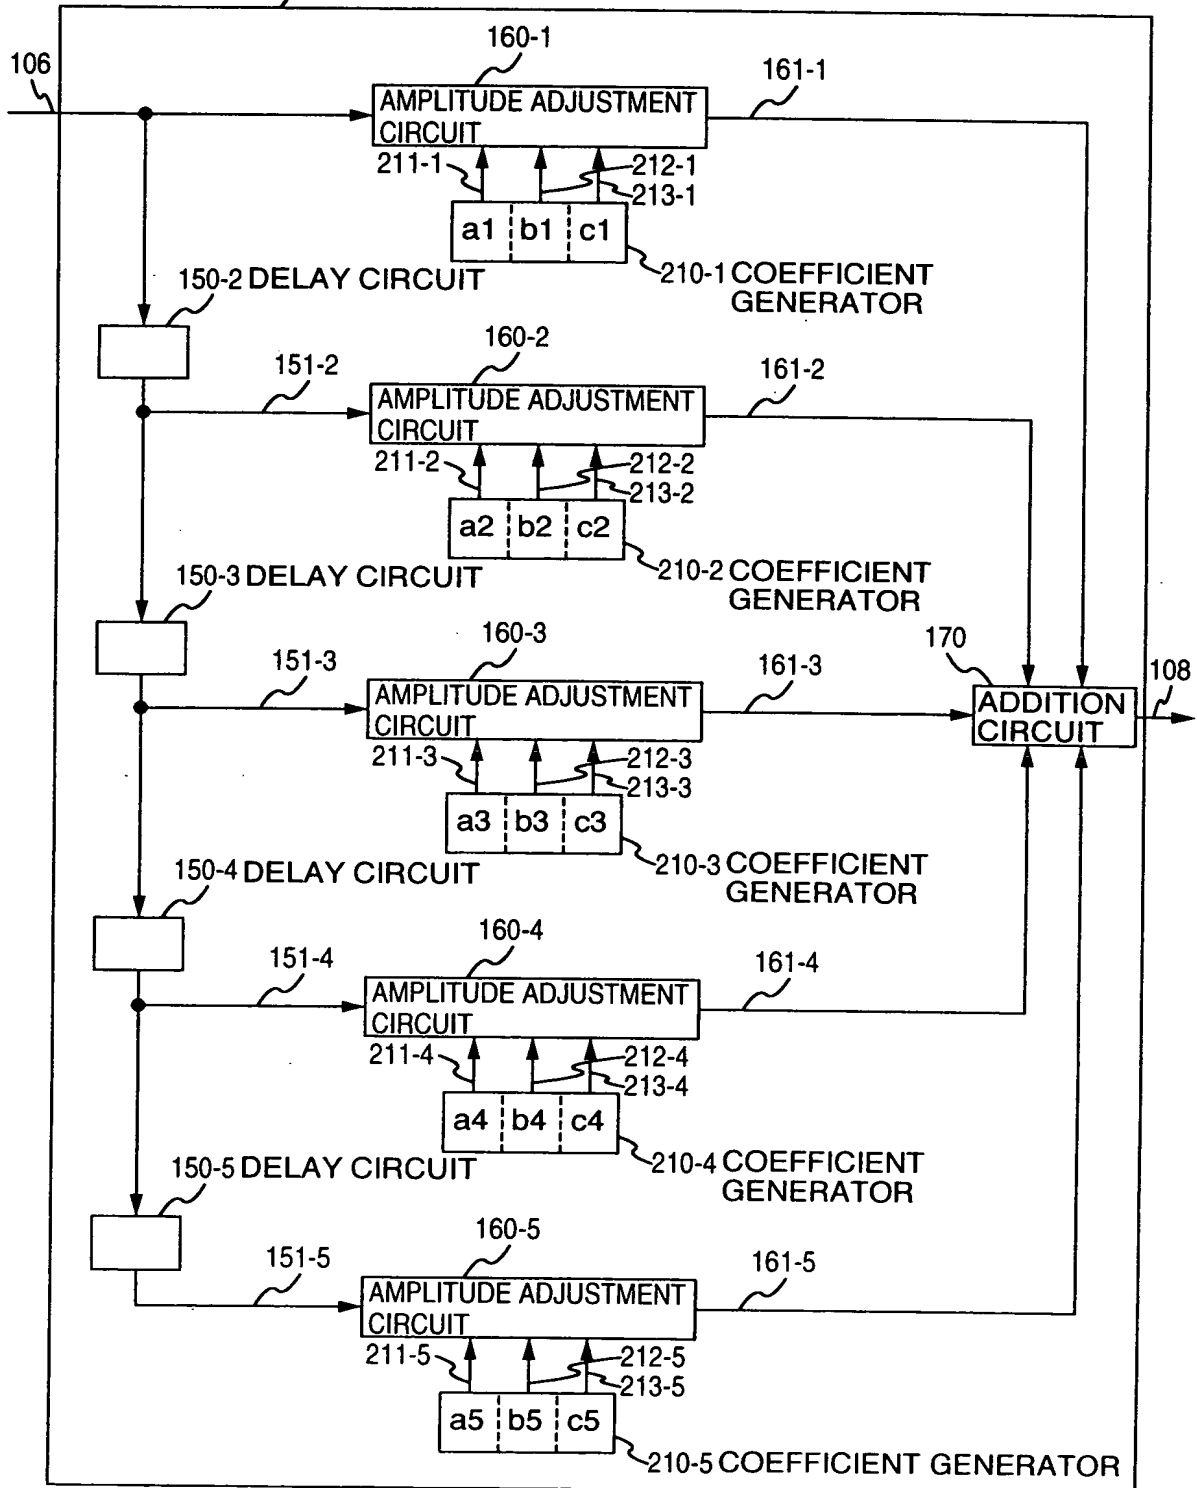 160-1
106
161-1
AMPLITUDE ADJUSTMENT
CIRCUIT
211-1
212-1
213-1
a1 b1 c1
150-2 DELAY CIRCUIT
210-1 COEFFICIENT
GENERATOR
160-2
151-2
161-2
AMPLITUDE ADJUSTMENT
CIRCUIT
211-2
212-2
213-2
a2 b2 c2
150-3 DELAY CIRCUIT
210-2 COEFFICIENT
GENERATOR
160-3
170
151-3
161-3
108
AMPLITUDE ADJUSTMENT
CIRCUIT
ADDITION
CIRCUIT
211-3
212-3
213-3
a3 b3 c3
150-4 DELAY CIRCUIT
210-3 COEFFICIENT
GENERATOR
160-4
151-4
161-4
AMPLITUDE ADJUSTMENT
CIRCUIT
211-4
212-4
213-4
a4 b4 c4
150-5 DELAY CIRCUIT
210-4 COEFFICIENT
GENERATOR
160-5
151-5
161-5
AMPLITUDE ADJUSTMENT
CIRCUIT
211-5
212-5
213-5
a5 b5 c5
210-5 COEFFICIENT GENERATOR